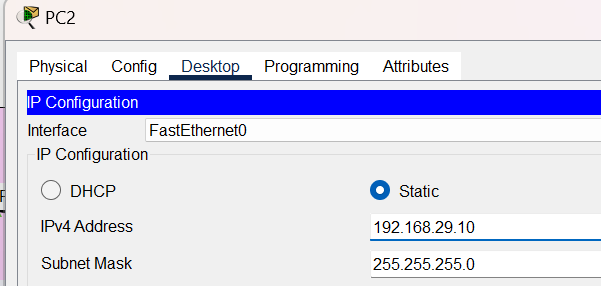 PC2
Physical Config Desktop Programming Attributes
IP Configuration
Interface FastEthernet0
IP Configuration
DHCP Static
IPv4 Address 192.168.29.10
Subnet Mask 255.255.255.0